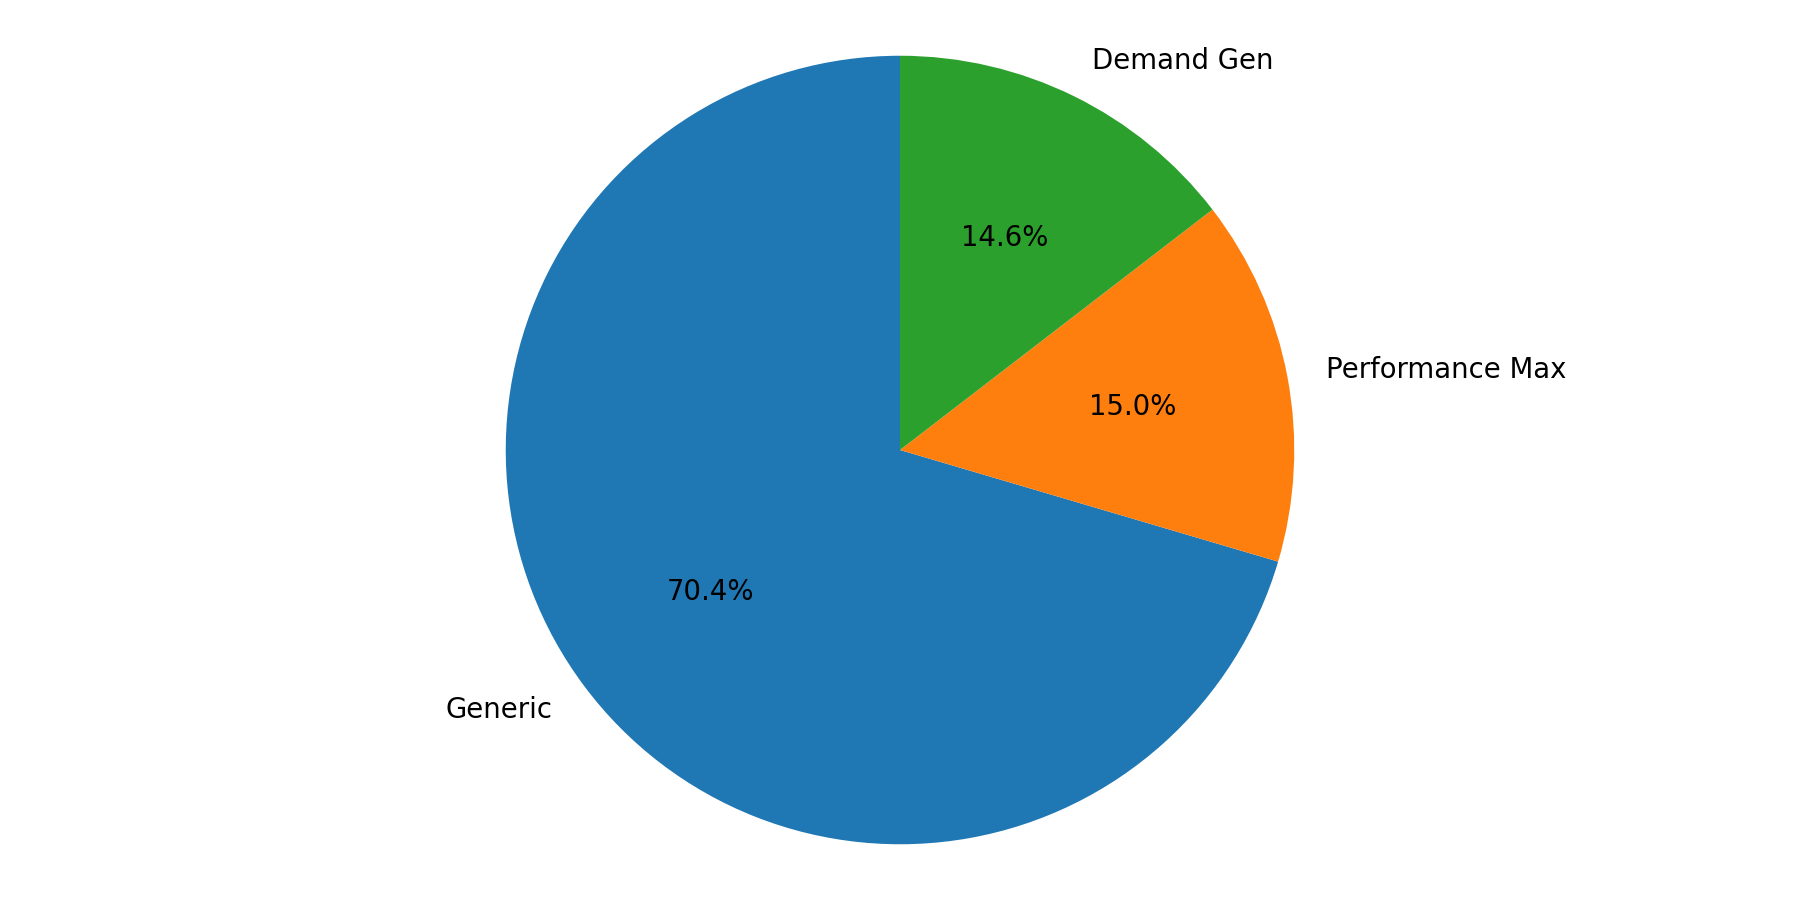 Demand Gen
14.6%
Performance Max
15.0%
70.4%
Generic